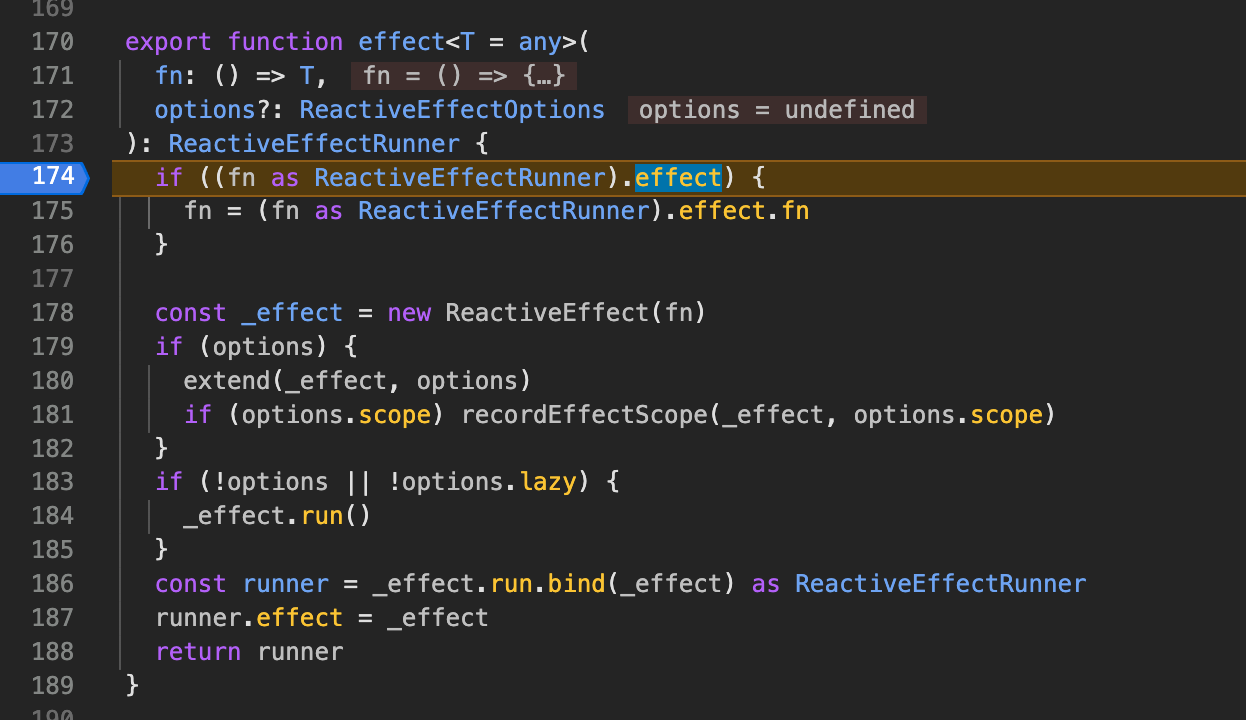 169
170 export function effect<T = any>(
171 fn: () => T, fn = () => {…}
172 options?: ReactiveEffectOptions options = undefined
173 ): ReactiveEffectRunner {
174 if ((fn as ReactiveEffectRunner).effect) {
175 fn = (fn as ReactiveEffectRunner).effect.fn
176 }
177
178 const _effect = new ReactiveEffect(fn)
179 if (options) {
180 extend(_effect, options)
181 if (options.scope) recordEffectScope(_effect, options.scope)
182 }
183 if (!options || !options.lazy) {
184 _effect.run()
185 }
186 const runner = _effect.run.bind(_effect) as ReactiveEffectRunner
187 runner.effect = _effect
188 return runner
189 }
190